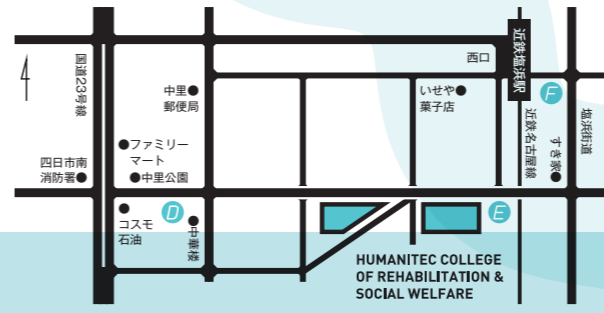 国道23号線
四日市南
消防署
中里
郵便局
ファミリー
マート
中里公園
コスモ
石油
D
中華楼
いせや
菓子店
西口
近鉄塩浜駅
F
近鉄名古屋線
すき家
塩浜街道
E
HUMANITEC COLLEGE
OF REHABILITATION &
SOCIAL WELFARE